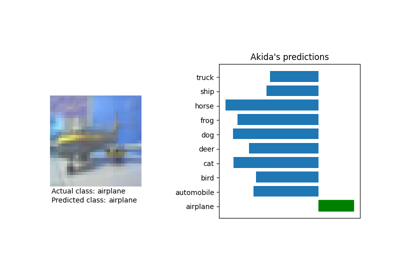 Akida's predictions
truck
ship
horse
frog
dog
deer
cat
bird
automobile
airplane
Actual class: airplane
Predicted class: airplane